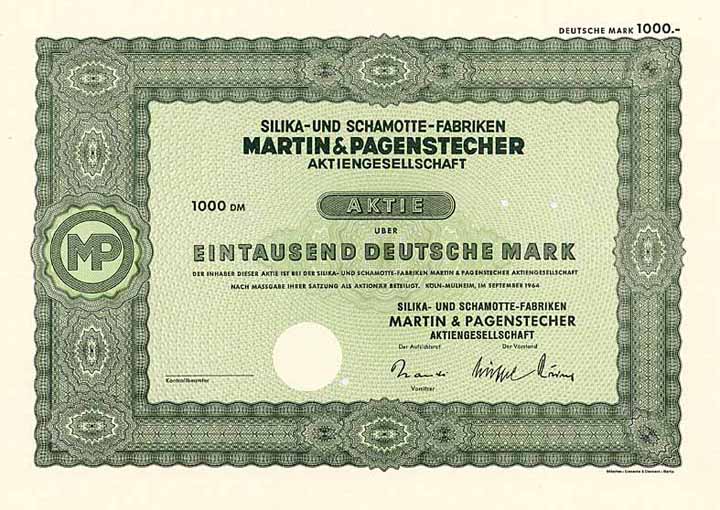 DEUTSCHE MARK 1000.-
SILIKA-UND SCHAMOTTE-FABRIKEN
MARTIN & PAGENSTECHER
AKTIENGESELLSCHAFT
1000 DM
AKTIE
ÜBER
EINTAUSEND DEUTSCHE MARK
DER INHABER DIESER AKTIE IST BEI DER SILIKA- UND SCHAMOTTE-FABRIKEN MARTIN & PAGENSTECHER AKTIENGESELLSCHAFT
NACH MASSGABE IHRER SATZUNG ALS AKTIONÄR BETEILIGT. KÖLN-MÜLHEIM, IM SEPTEMBER 1964
MP
SILIKA- UND SCHAMOTTE-FABRIKEN
MARTIN & PAGENSTECHER
AKTIENGESELLSCHAFT
Der Aufsichtsrat Der Vorstand
Vorsitzer
Kontrollbeamter